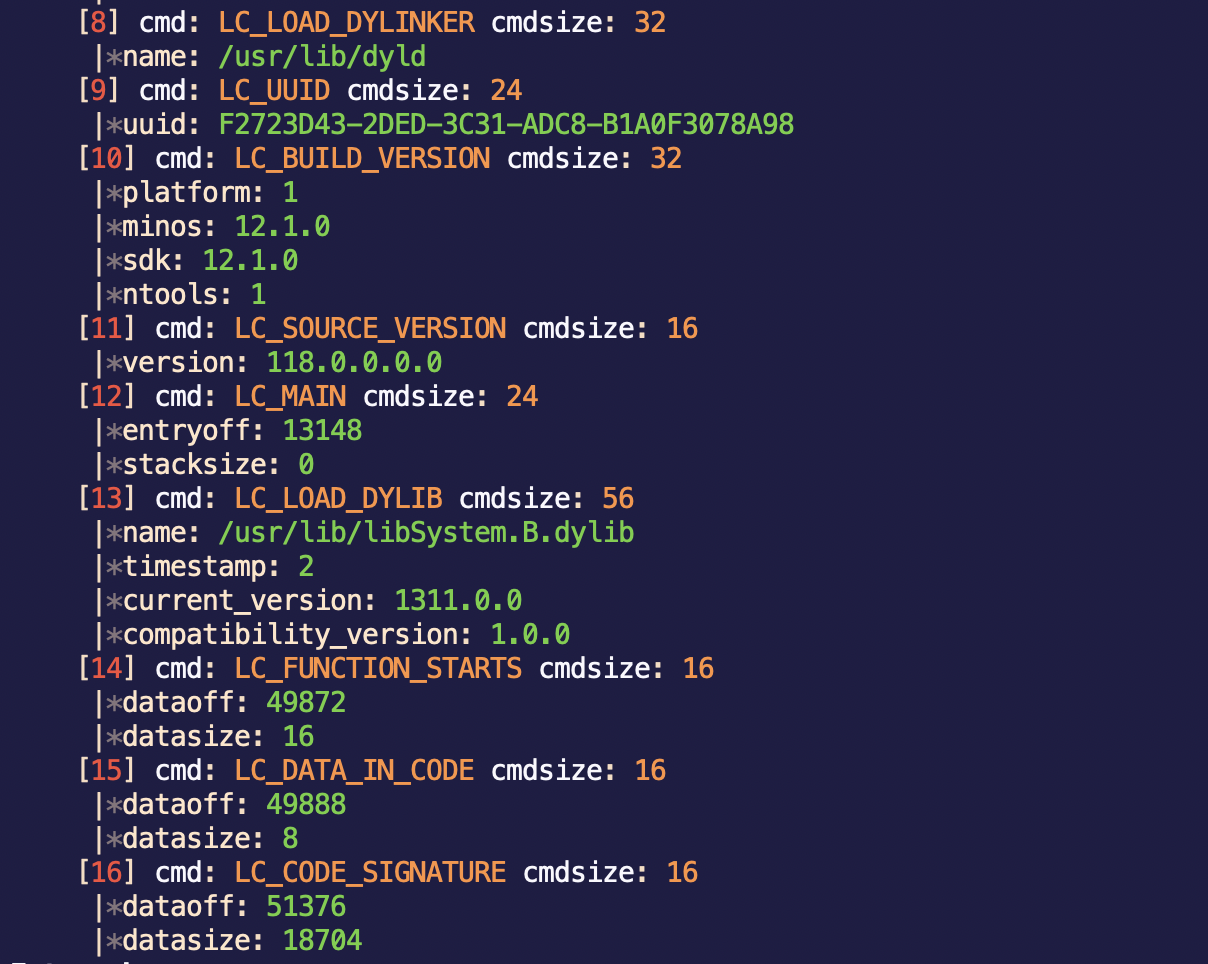 [8] cmd: LC_LOAD_DYLINKER cmdsize: 32
|*name: /usr/lib/dyld
[9] cmd: LC_UUID cmdsize: 24
|*uuid: F2723D43-2DED-3C31-ADC8-B1A0F3078A98
[10] cmd: LC_BUILD_VERSION cmdsize: 32
|*platform: 1
|*minos: 12.1.0
|*sdk: 12.1.0
|*ntools: 1
[11] cmd: LC_SOURCE_VERSION cmdsize: 16
|*version: 118.0.0.0.0
[12] cmd: LC_MAIN cmdsize: 24
|*entryoff: 13148
|*stacksize: 0
[13] cmd: LC_LOAD_DYLIB cmdsize: 56
|*name: /usr/lib/libSystem.B.dylib
|*timestamp: 2
|*current_version: 1311.0.0
|*compatibility_version: 1.0.0
[14] cmd: LC_FUNCTION_STARTS cmdsize: 16
|*dataoff: 49872
|*datasize: 16
[15] cmd: LC_DATA_IN_CODE cmdsize: 16
|*dataoff: 49888
|*datasize: 8
[16] cmd: LC_CODE_SIGNATURE cmdsize: 16
|*dataoff: 51376
|*datasize: 18704